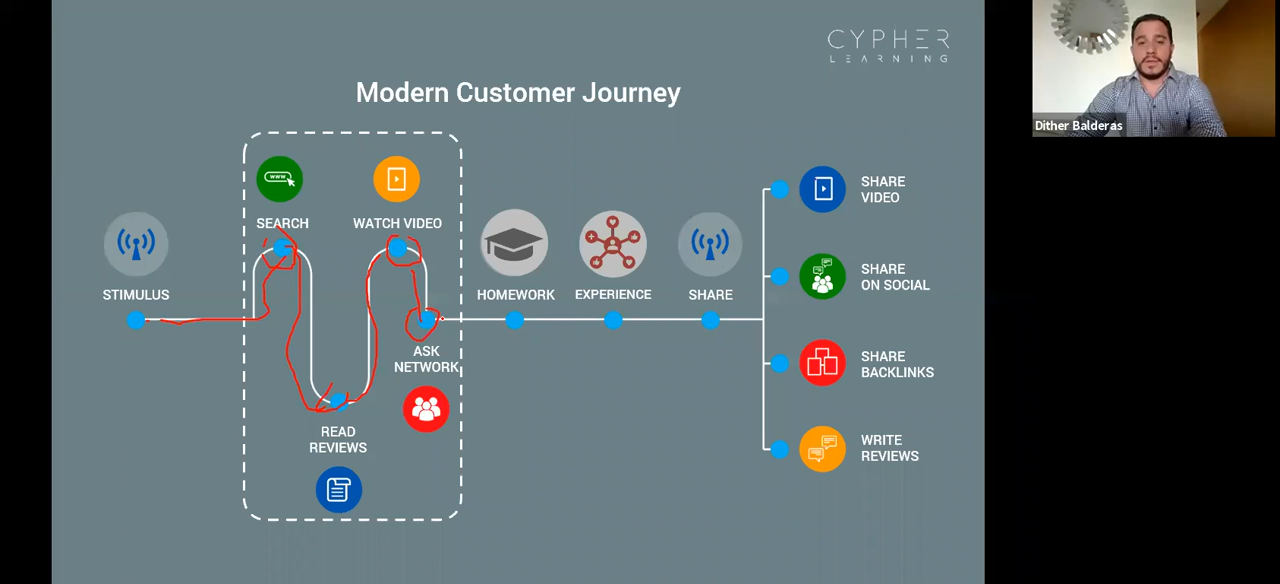 CYPHER
LEARNING
Modern Customer Journey
Dither Balderas
WWW
SEARCH
WATCH VIDEO
STIMULUS
HOMEWORK
EXPERIENCE
SHARE
ASK
NETWORK
READ
REVIEWS
SHARE
VIDEO
SHARE
ON SOCIAL
SHARE
BACKLINKS
WRITE
REVIEWS